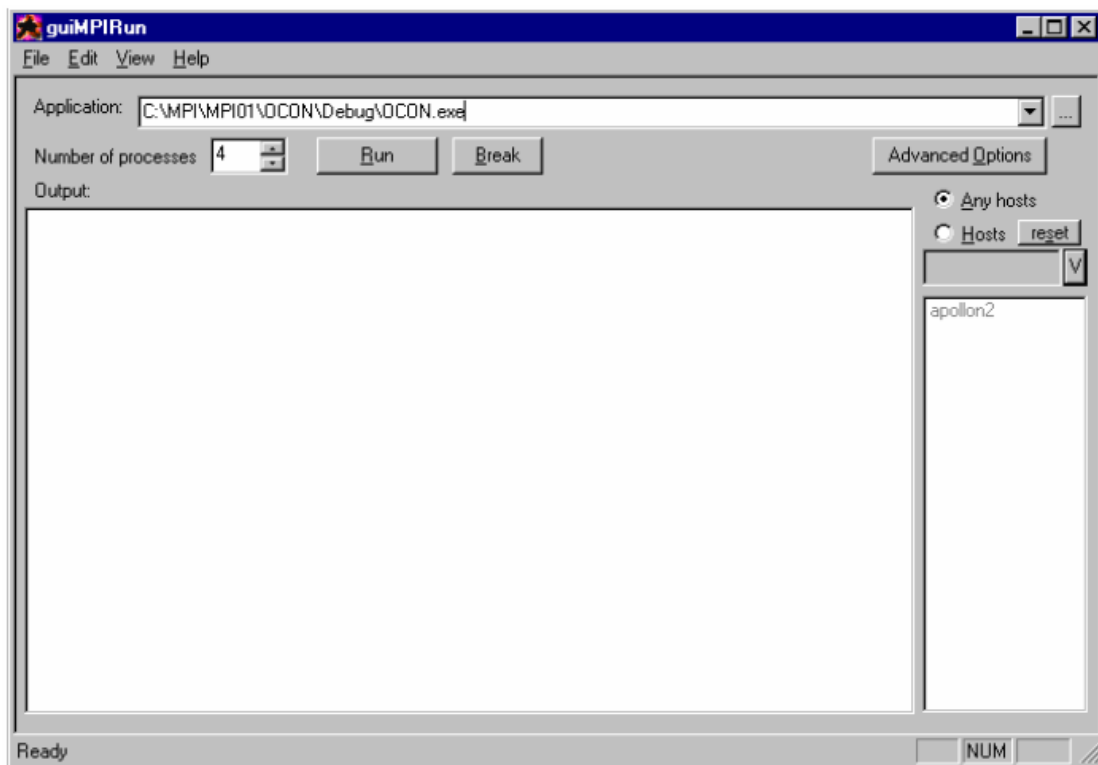 guiMPIRun
File Edit View Help
Application: C:\MPI\MPI01\OCON\Debug\OCON.exe ...
Number of processes 4 Run Break Advanced Options
Output:
Any hosts
Hosts reset
V
apollon2
Ready NUM